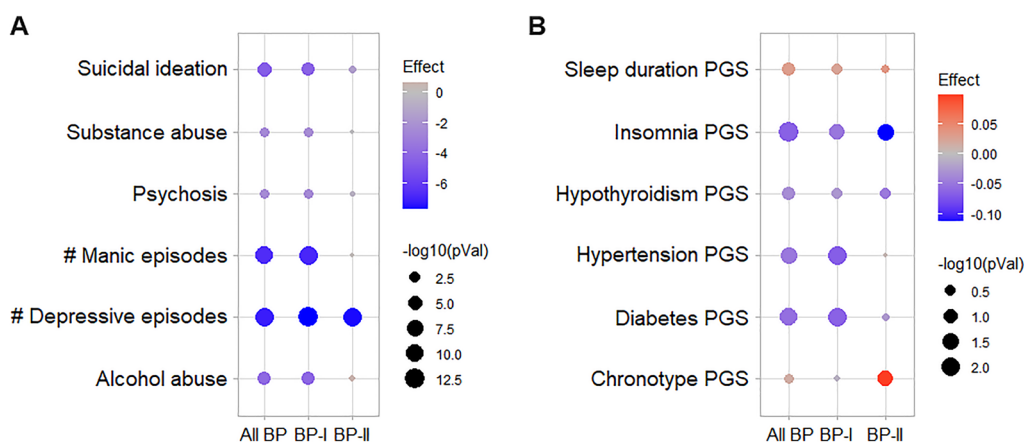 A
Suicidal ideation
Substance abuse
Psychosis
# Manic episodes
# Depressive episodes
Alcohol abuse
All BP BP-I BP-II
Effect
0
-2
-4
-6
-log10(pVal)
2.5
5.0
7.5
10.0
12.5
B
Sleep duration PGS
Insomnia PGS
Hypothyroidism PGS
Hypertension PGS
Diabetes PGS
Chronotype PGS
All BP BP-I BP-II
Effect
0.05
0.00
-0.05
-0.10
-log10(pVal)
0.5
1.0
1.5
2.0